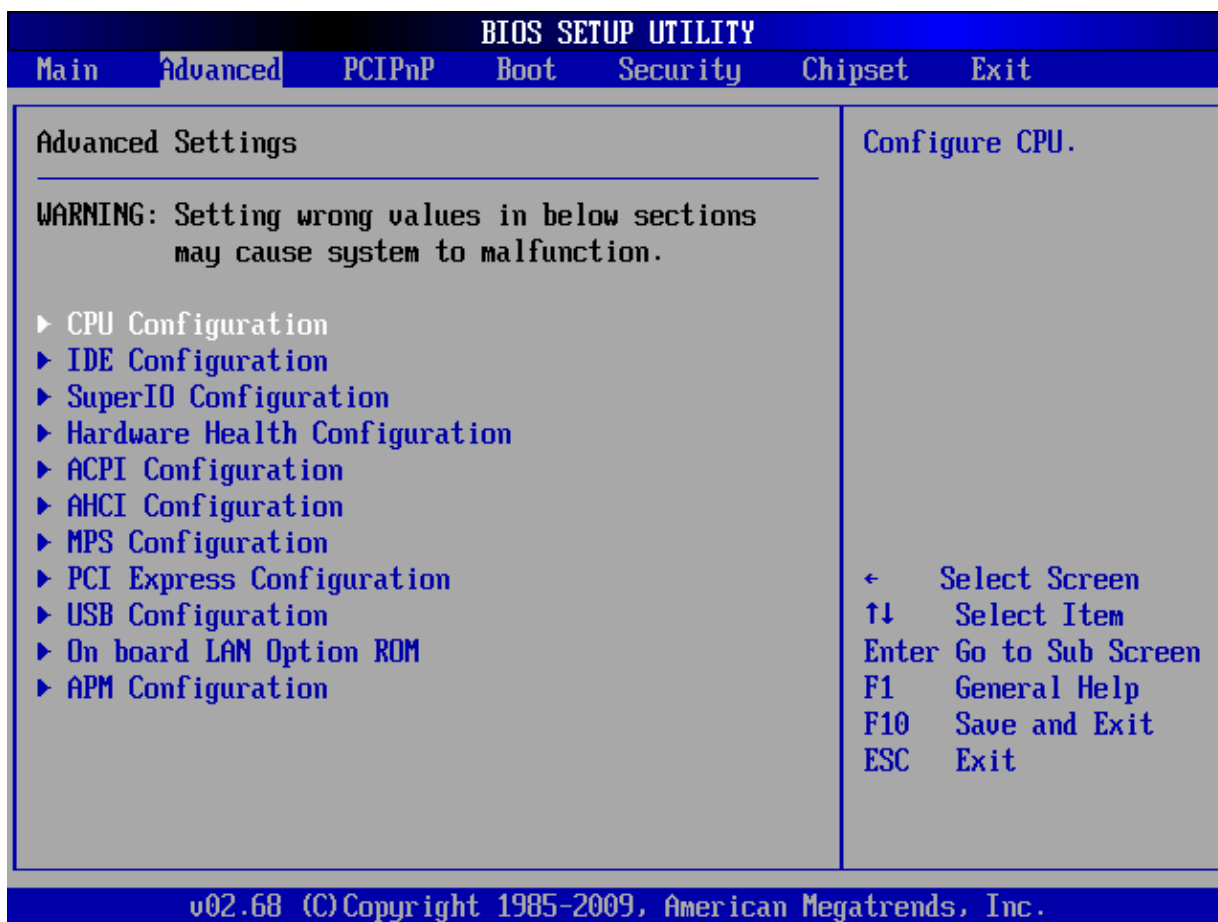 BIOS SETUP UTILITY
Main Advanced PCIPnP Boot Security Chipset Exit
Advanced Settings
WARNING: Setting wrong values in below sections
may cause system to malfunction.
▶ CPU Configuration
▶ IDE Configuration
▶ SuperIO Configuration
▶ Hardware Health Configuration
▶ ACPI Configuration
▶ AHCI Configuration
▶ MPS Configuration
▶ PCI Express Configuration
▶ USB Configuration
▶ On board LAN Option ROM
▶ APM Configuration
Configure CPU.
← Select Screen
↑↓ Select Item
Enter Go to Sub Screen
F1 General Help
F10 Save and Exit
ESC Exit
v02.68 (C)Copyright 1985-2009, American Megatrends, Inc.